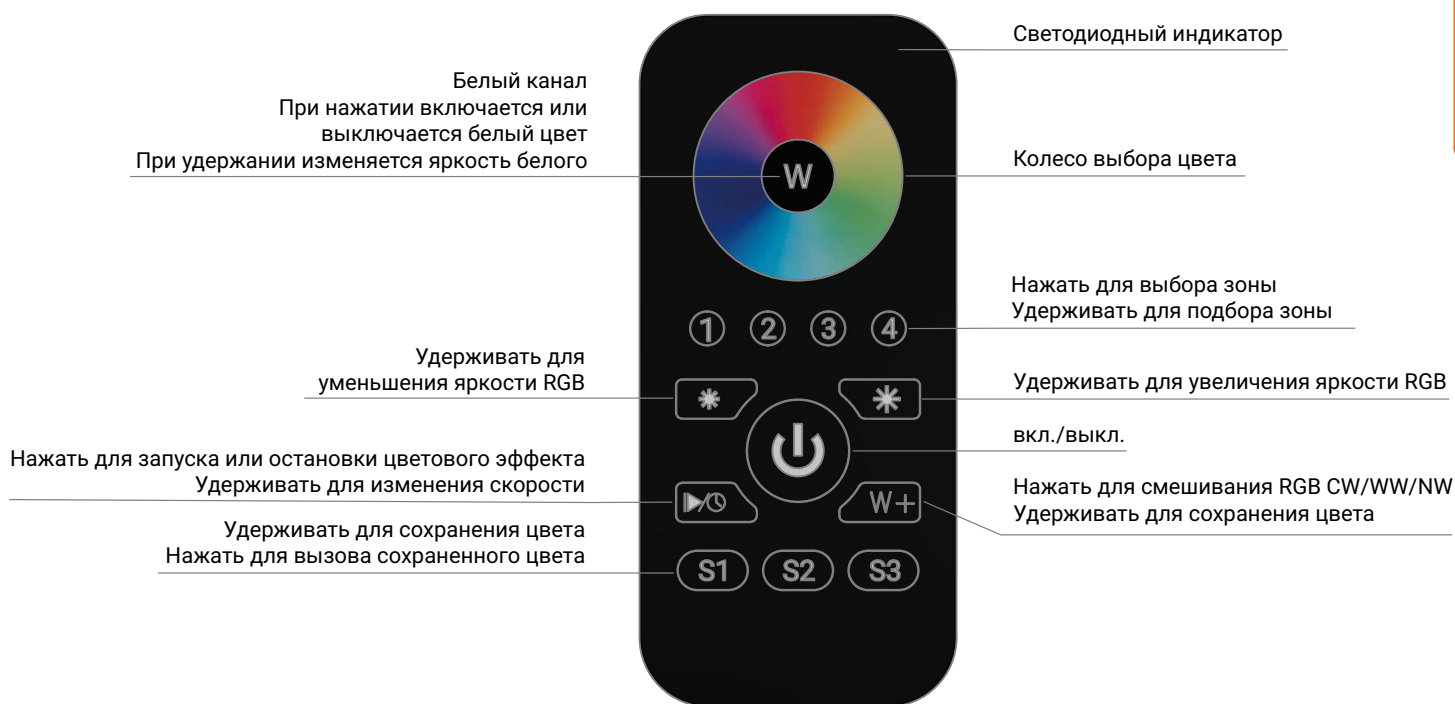 Светодиодный индикатор
Белый канал
При нажатии включается или
выключается белый цвет
При удержании изменяется яркость белого
Колесо выбора цвета
W
Нажать для выбора зоны
Удерживать для подбора зоны
1 2 3 4
Удерживать для
уменьшения яркости RGB
Удерживать для увеличения яркости RGB
вкл./выкл.
Нажать для запуска или остановки цветового эффекта
Удерживать для изменения скорости
W+
Нажать для смешивания RGB CW/WW/NW
Удерживать для сохранения цвета
Удерживать для сохранения цвета
Нажать для вызова сохраненного цвета
S1 S2 S3